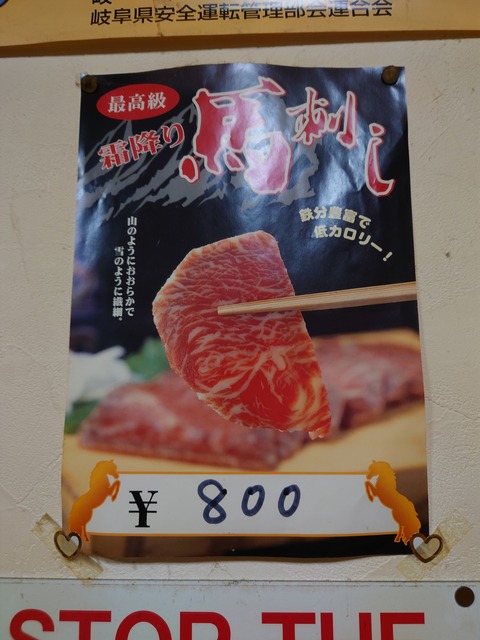 岐阜県安全運転管理部会連合会
最高級
霜降り
馬刺し
鉄分豊富で
低カロリー!
山のようにおおらかで
雪のように繊細。
¥ 800
STOP THE